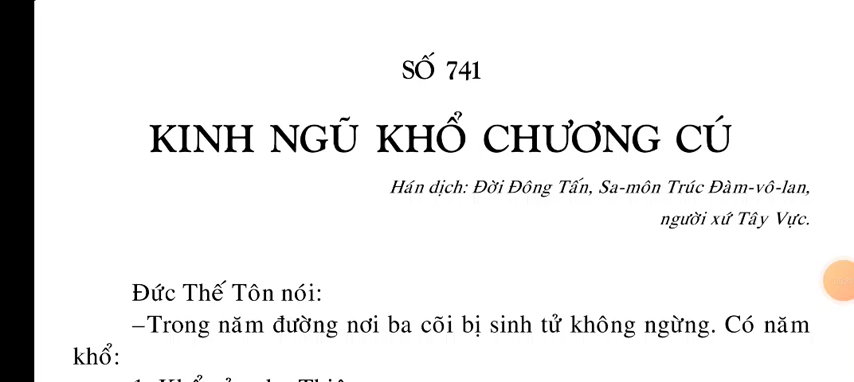 SỐ 741
KINH NGŨ KHỔ CHƯƠNG CÚ
Hán dịch: Đời Đông Tấn, Sa-môn Trúc Đàm-vô-lan,
người xứ Tây Vực.
Đức Thế Tôn nói:
–Trong năm đường nơi ba cõi bị sinh tử không ngừng. Có năm
khổ: